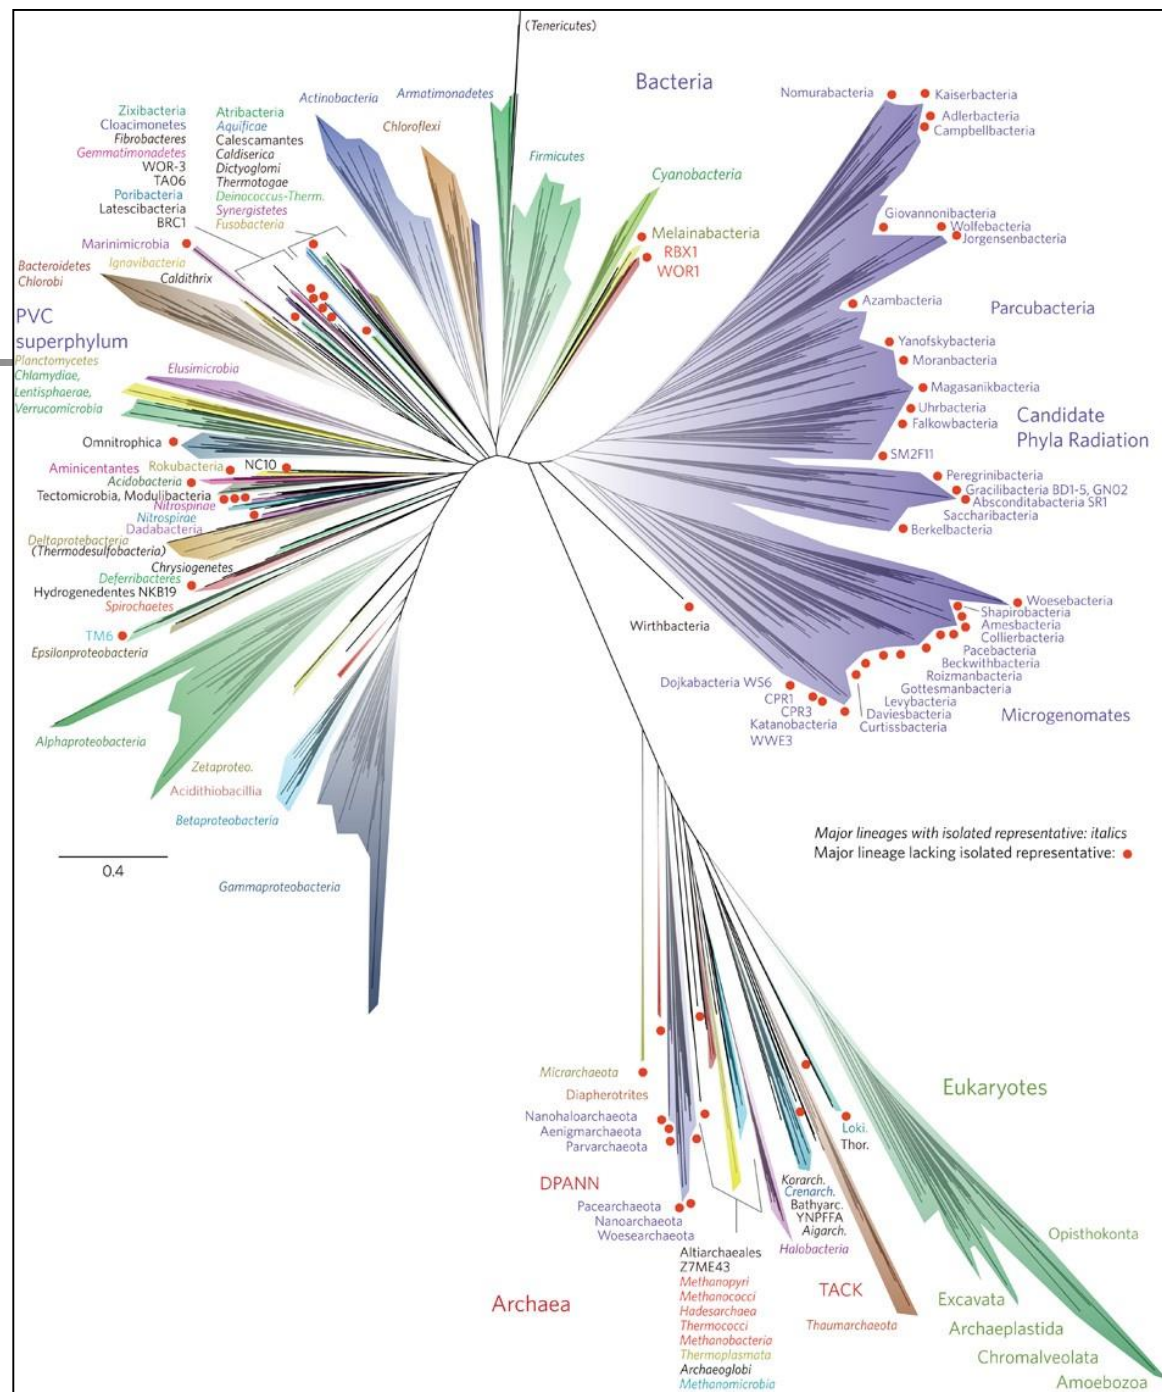 (Tenericutes)
Bacteria
Zixibacteria
Cloacimonetes
Fibrobacteres
Gemmatimonadetes
WOR-3
TA06
Poribacteria
Latescibacteria
BRC1
Atribacteria
Aquificae
Calescamantes
Caldiserica
Dictyoglomi
Thermotogae
Deinococcus-Therm.
Synergistetes
Fusobacteria
Actinobacteria
Armatimonadetes
Chloroflexi
Firmicutes
Cyanobacteria
Melainabacteria
RBX1
WOR1
Nomurabacteria
Kaiserbacteria
Adlerbacteria
Campbellbacteria
Giovannonibacteria
Wolfebacteria
Jorgensenbacteria
Azambacteria
Parcubacteria
Yanofskybacteria
Moranbacteria
Magasanikbacteria
Uhrbacteria
Falkowbacteria
Candidate
Phyla Radiation
SM2F11
Peregrinibacteria
Gracilibacteria BD1-5, GN02
Absconditabacteria SR1
Saccharibacteria
Berkelbacteria
Woesebacteria
Shapirobacteria
Amesbacteria
Collierbacteria
Pacebacteria
Beckwithbacteria
Roizmanbacteria
Gottesmanbacteria
Levybacteria
Daviesbacteria
Curtissbacteria
Microgenomates
Wirthbacteria
Dojkabacteria WS6
CPR1
CPR3
Katanobacteria
WWE3
Marinimicrobia
Ignavibacteria
Caldithrix
Bacteroidetes
Chlorobi
PVC
superphylum
Planctomycetes
Chlamydiae,
Lentisphaerae,
Verrucomicrobia
Elusimicrobia
Omnitrophica
Aminicentantes
Rokubacteria
NC10
Acidobacteria
Tectomicrobia, Modulibacteria
Nitrospinae
Nitrospirae
Dadabacteria
Deltaprotebacteria
(Thermodesulfobacteria)
Chrysiogenetes
Deferribacteres
Hydrogenedentes NKB19
Spirochaetes
TM6
Epsilonproteobacteria
Alphaproteobacteria
Zetaproteo.
Acidithiobacillia
Betaproteobacteria
Gammaproteobacteria
0.4
Major lineages with isolated representative: italics
Major lineage lacking isolated representative:
Micrarchaeota
Diapherotrites
Nanohaloarchaeota
Aenigmarchaeota
Parvarchaeota
DPANN
Pacearchaeota
Nanoarchaeota
Woesearchaeota
Archaea
Altiarchaeales
Z7ME43
Methanopyri
Methanococci
Hadesarchaea
Thermococci
Methanobacteria
Thermoplasmata
Archaeoglobi
Methanomicrobia
Halobacteria
Korarch.
Crenarch.
Bathyarc.
YNPFFA
Aigarch.
TACK
Thaumarchaeota
Loki.
Thor.
Eukaryotes
Opisthokonta
Excavata
Archaeplastida
Chromalveolata
Amoebozoa